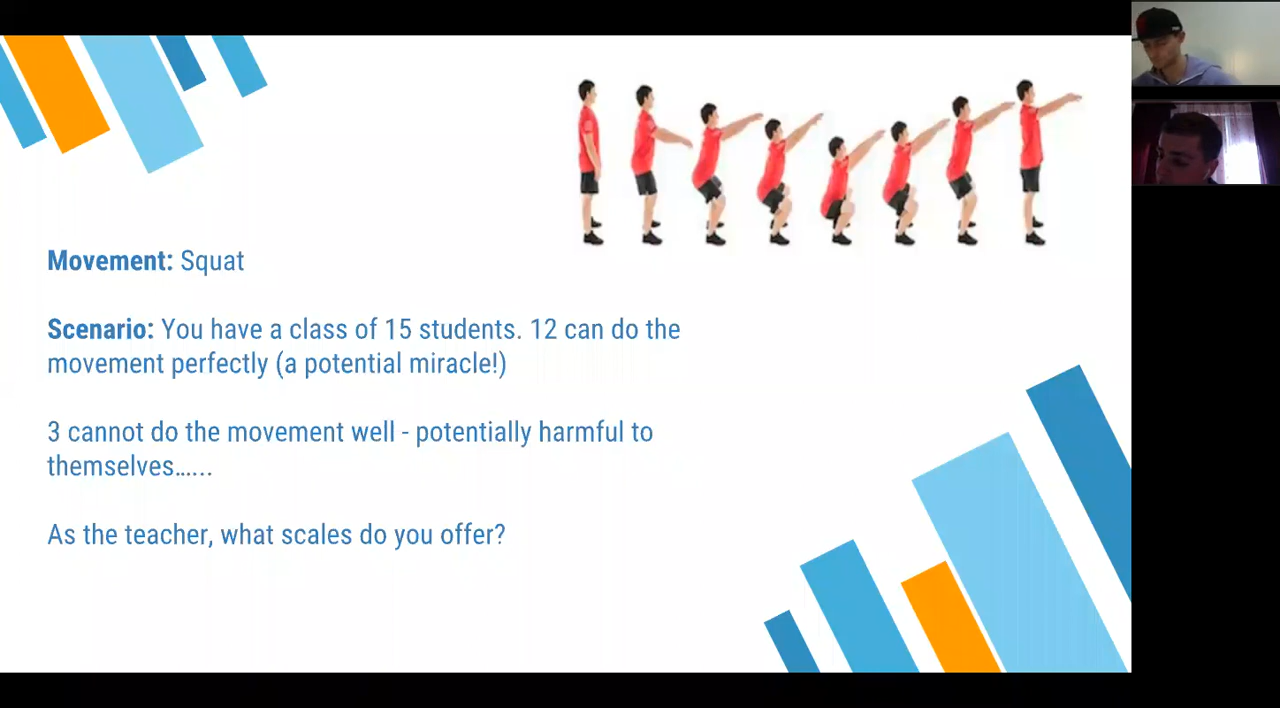 Movement: Squat
Scenario: You have a class of 15 students. 12 can do the
movement perfectly (a potential miracle!)
3 cannot do the movement well - potentially harmful to
themselves......
As the teacher, what scales do you offer?